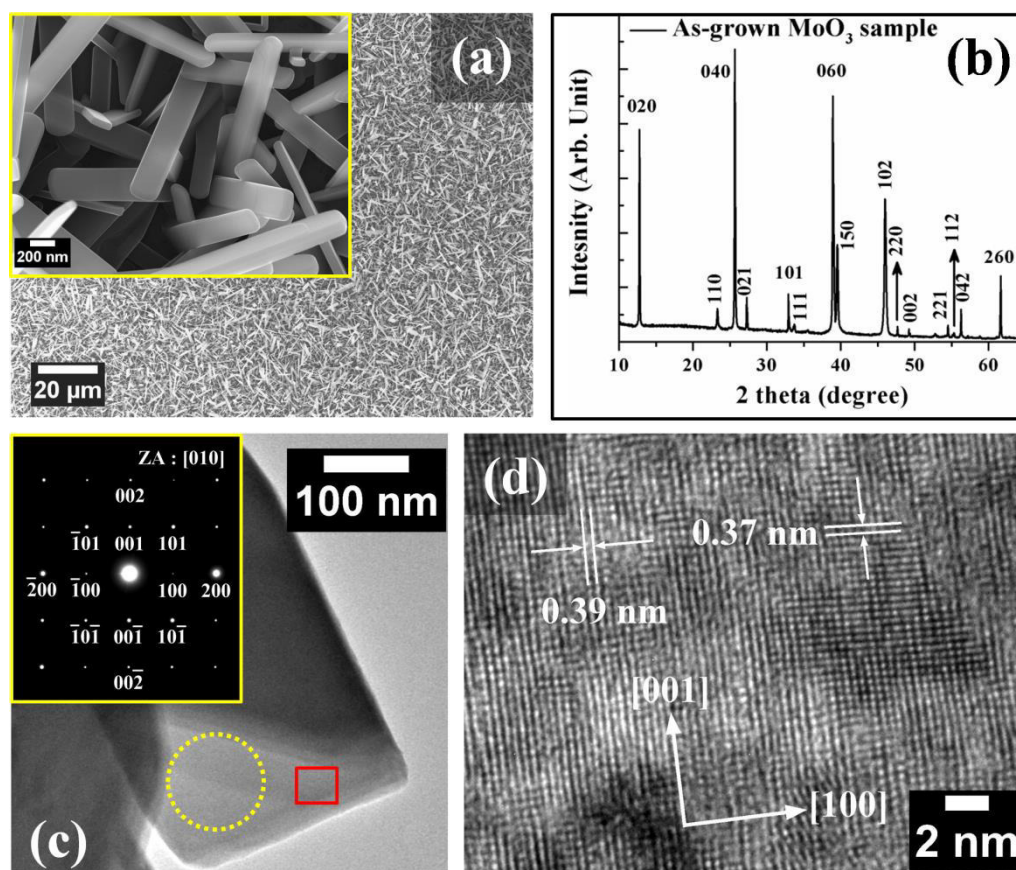 (a)
200 nm
20 µm
(b)
As-grown MoO₃ sample
Intesnity (Arb. Unit)
020
110
040
021
101
111
060
150
102
220
002
221
112
042
260
10 20 30 40 50 60
2 theta (degree)
(c)
ZA : [010]
002
1̅01 001 101
2̅00 1̅00 100 200
1̅01̅ 001̅ 101̅
002̅
100 nm
(d)
0.37 nm
0.39 nm
[001]
[100]
2 nm